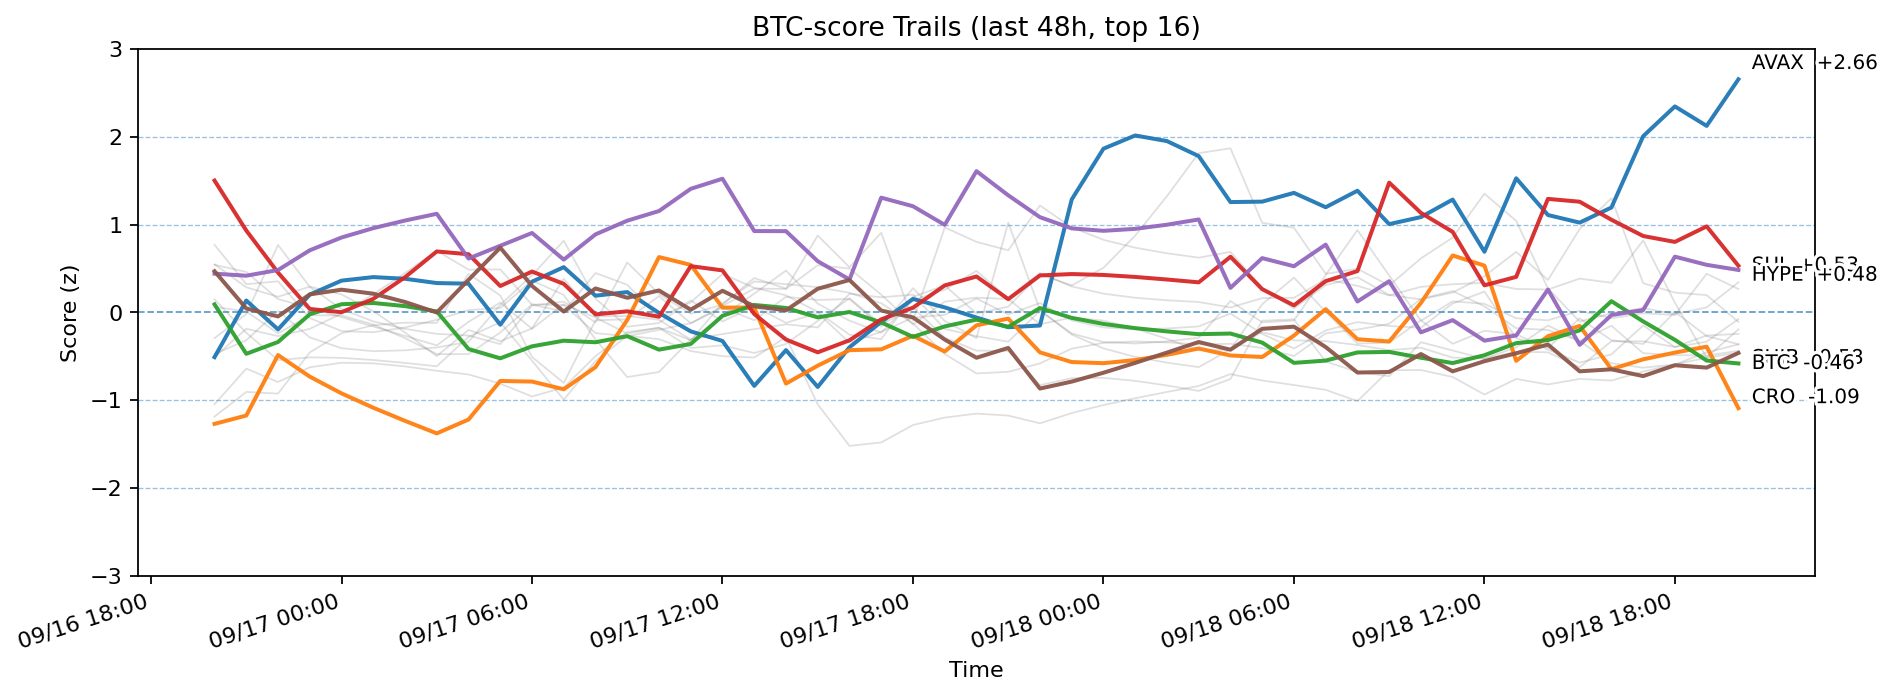 BTC-score Trails (last 48h, top 16)
3
AVAX +2.66
2
1
HYPE +0.48
0
BTC -0.46
−1
CRO -1.09
−2
−3
Score (z)
09/16 18:00
09/17 00:00
09/17 06:00
09/17 12:00
09/17 18:00
09/18 00:00
09/18 06:00
09/18 12:00
09/18 18:00
Time